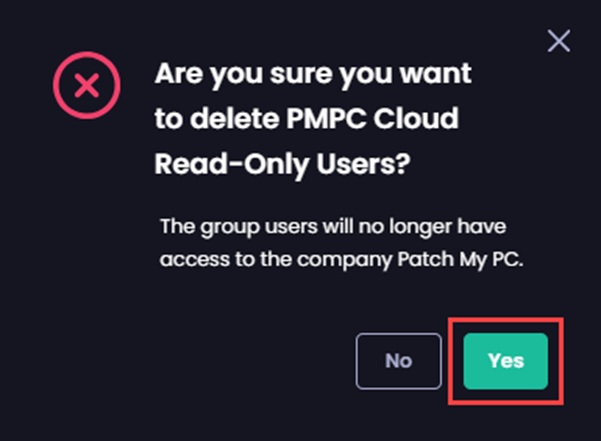 Are you sure you want
to delete PMPC Cloud
Read-Only Users?
The group users will no longer have
access to the company Patch My PC.
No
Yes